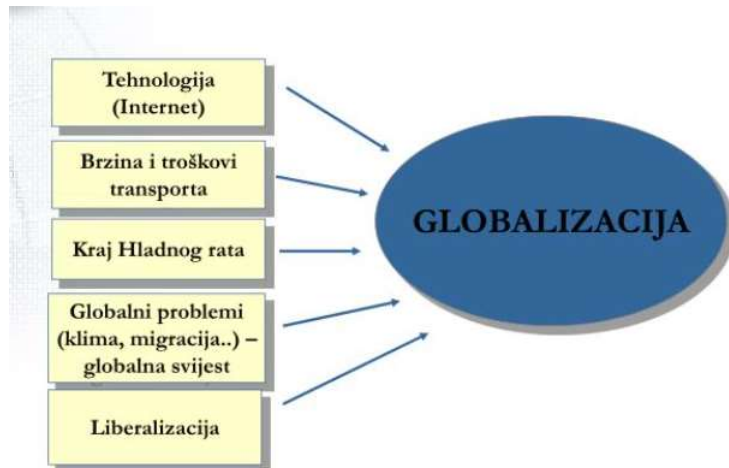 Tehnologija
(Internet)
Brzina i troškovi
transporta
Kraj Hladnog rata
Globalni problemi
(klima, migracija..) –
globalna svijest
Liberalizacija
GLOBALIZACIJA